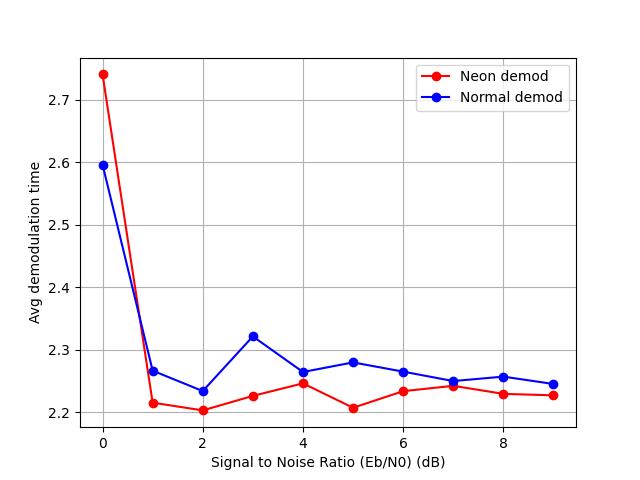 Neon demod
Normal demod
2.7
2.6
2.5
2.4
2.3
2.2
Avg demodulation time
0 2 4 6 8
Signal to Noise Ratio (Eb/N0) (dB)